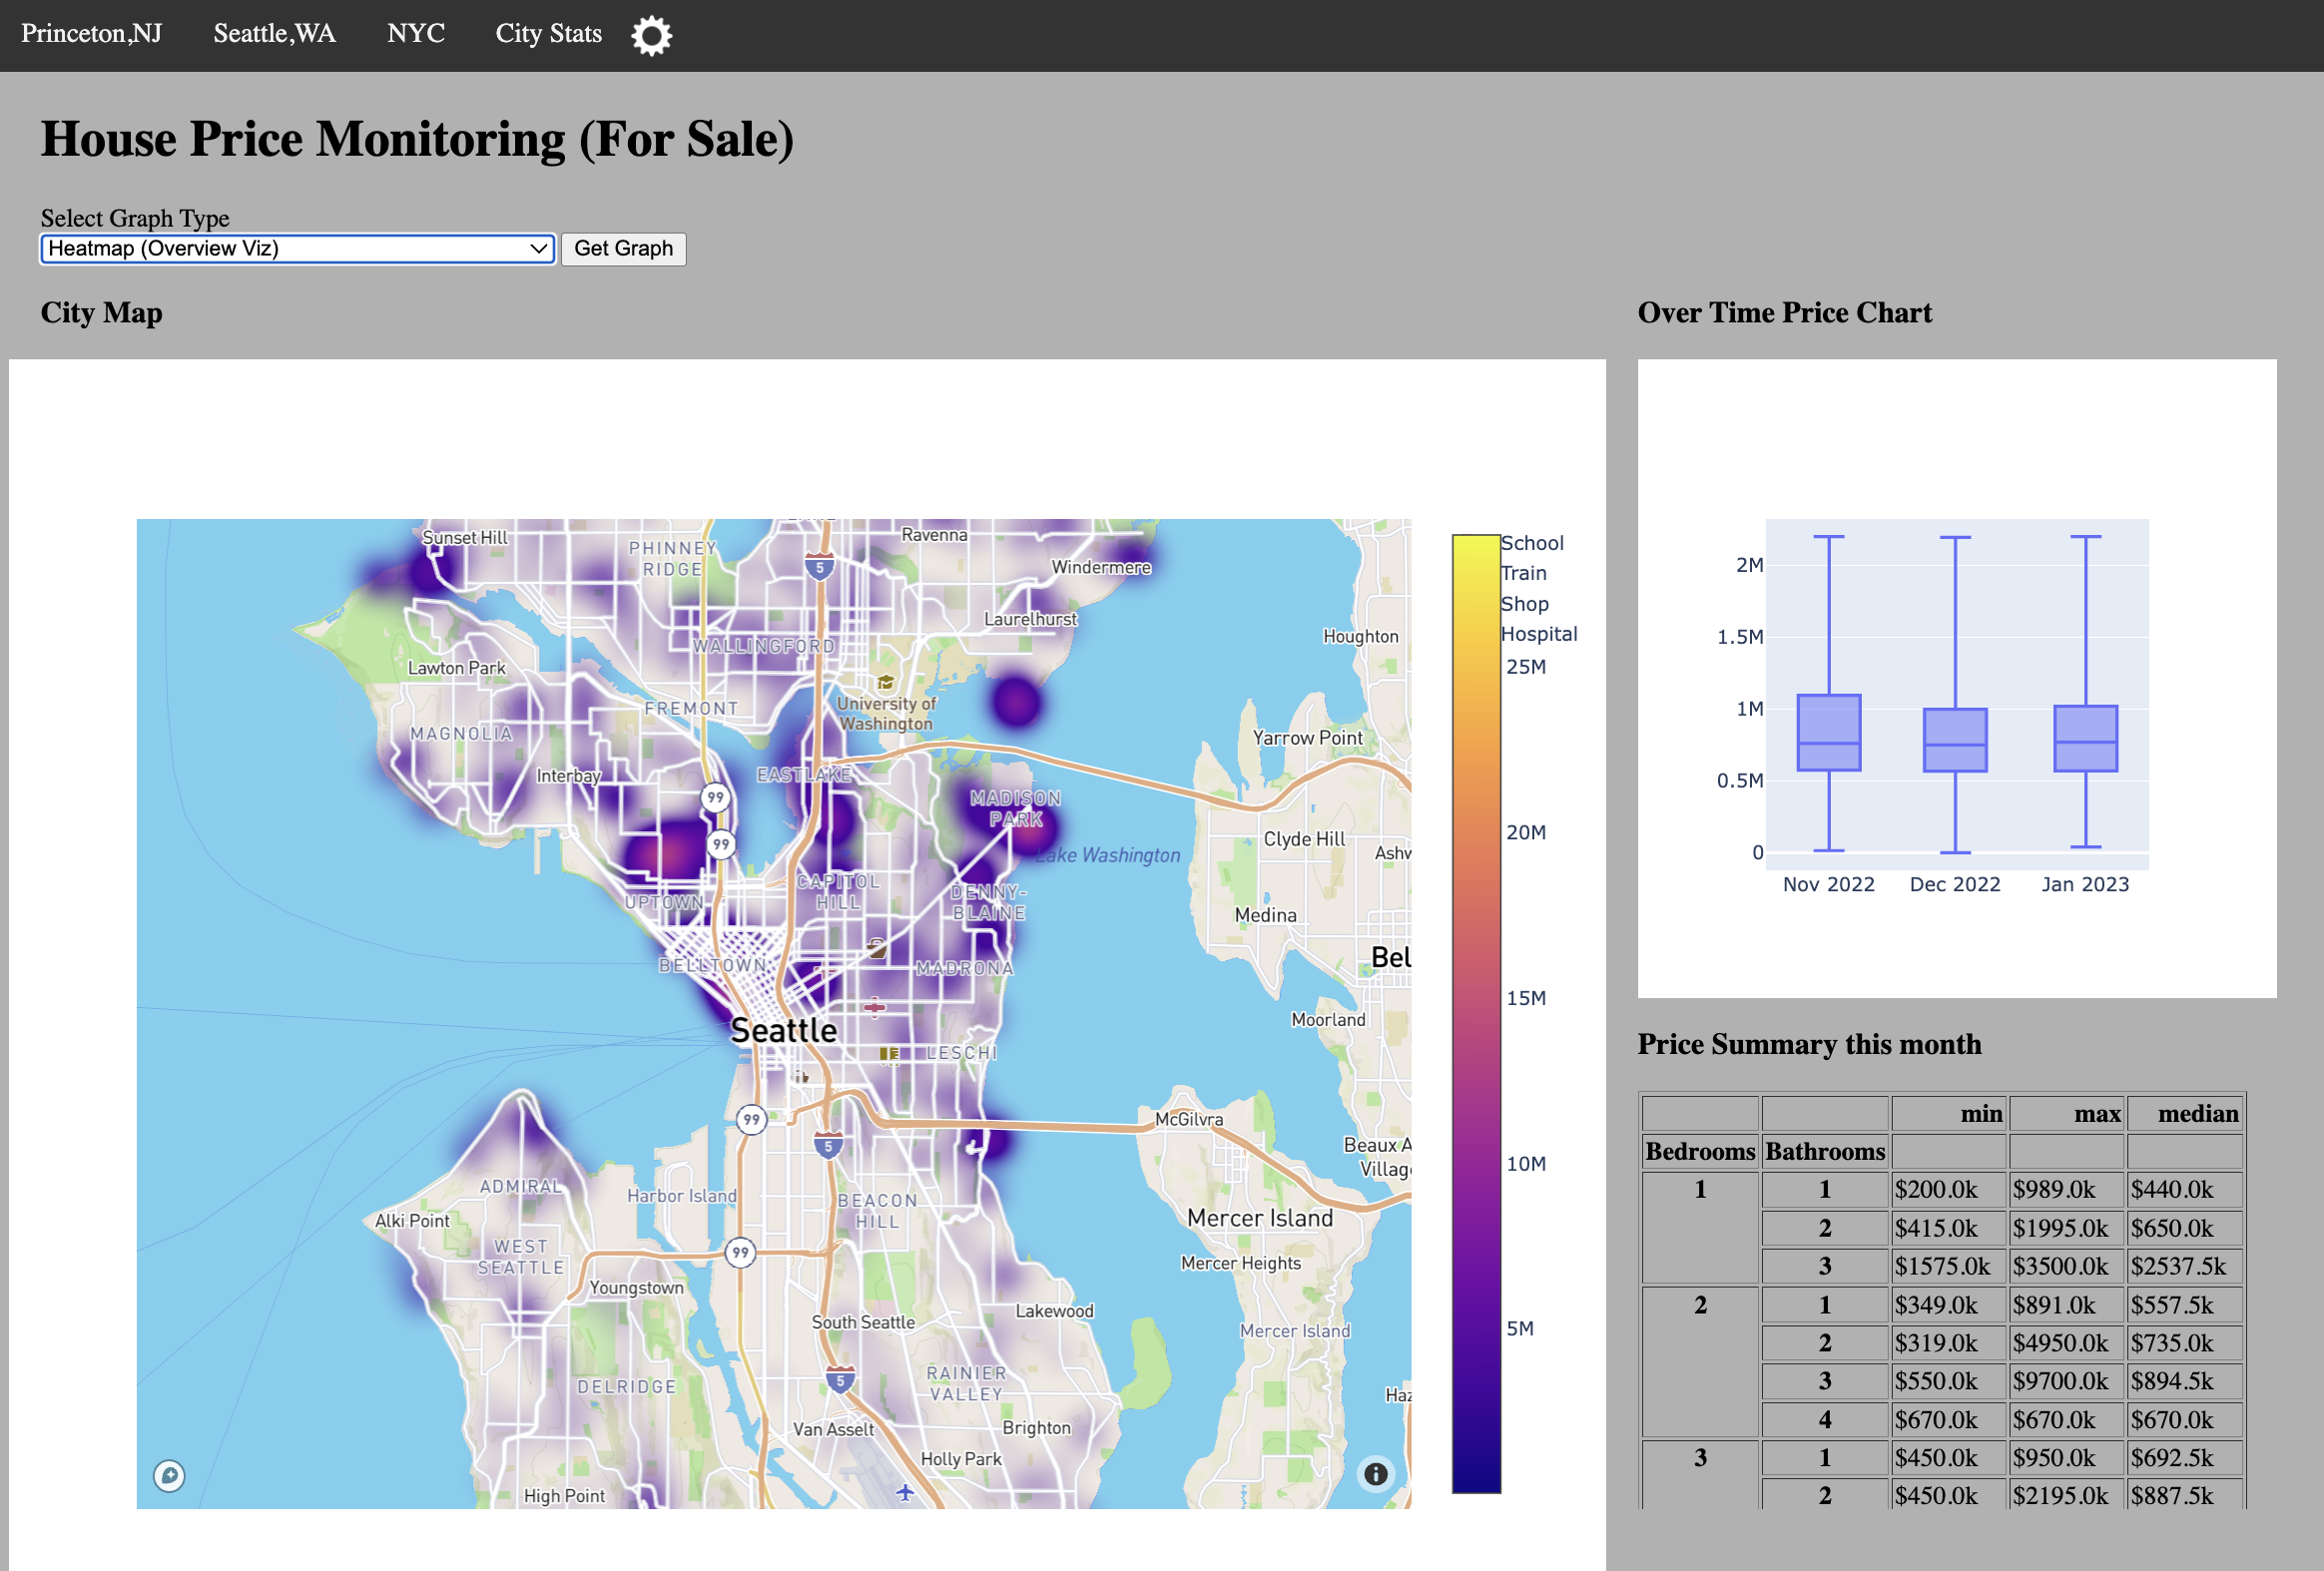 Princeton,NJ Seattle,WA NYC City Stats
House Price Monitoring (For Sale)
Select Graph Type
Heatmap (Overview Viz) Get Graph
City Map
Sunset Hill
PHINNEY
RIDGE
5
Ravenna
Windermere
Laurelhurst
Houghton
WALLINGFORD
Lawton Park
University of
Washington
FREMONT
MAGNOLIA
Yarrow Point
Interbay
EASTLAKE
99
MADISON
PARK
99
Clyde Hill
Lake Washington
Ashw
CAPITOL
HILL
UPTOWN
DENNY-
BLAINE
Medina
BELLTOWN
MADRONA
Bel
Seattle
Moorland
LESCHI
99
McGilvra
5
Beaux A
Villag
ADMIRAL
Harbor Island
BEACON
HILL
Alki Point
Mercer Island
WEST
SEATTLE
99
Mercer Heights
Youngstown
Lakewood
South Seattle
Mercer Island
5
RAINIER
VALLEY
DELRIDGE
Haz
Van Asselt
Brighton
Holly Park
High Point
School
Train
Shop
Hospital
25M
20M
15M
10M
5M
Over Time Price Chart
2M
1.5M
1M
0.5M
0
Nov 2022 Dec 2022 Jan 2023
Price Summary this month
min max median
Bedrooms Bathrooms
1 1 $200.0k $989.0k $440.0k
2 $415.0k $1995.0k $650.0k
3 $1575.0k $3500.0k $2537.5k
2 1 $349.0k $891.0k $557.5k
2 $319.0k $4950.0k $735.0k
3 $550.0k $9700.0k $894.5k
4 $670.0k $670.0k $670.0k
3 1 $450.0k $950.0k $692.5k
2 $450.0k $2195.0k $887.5k